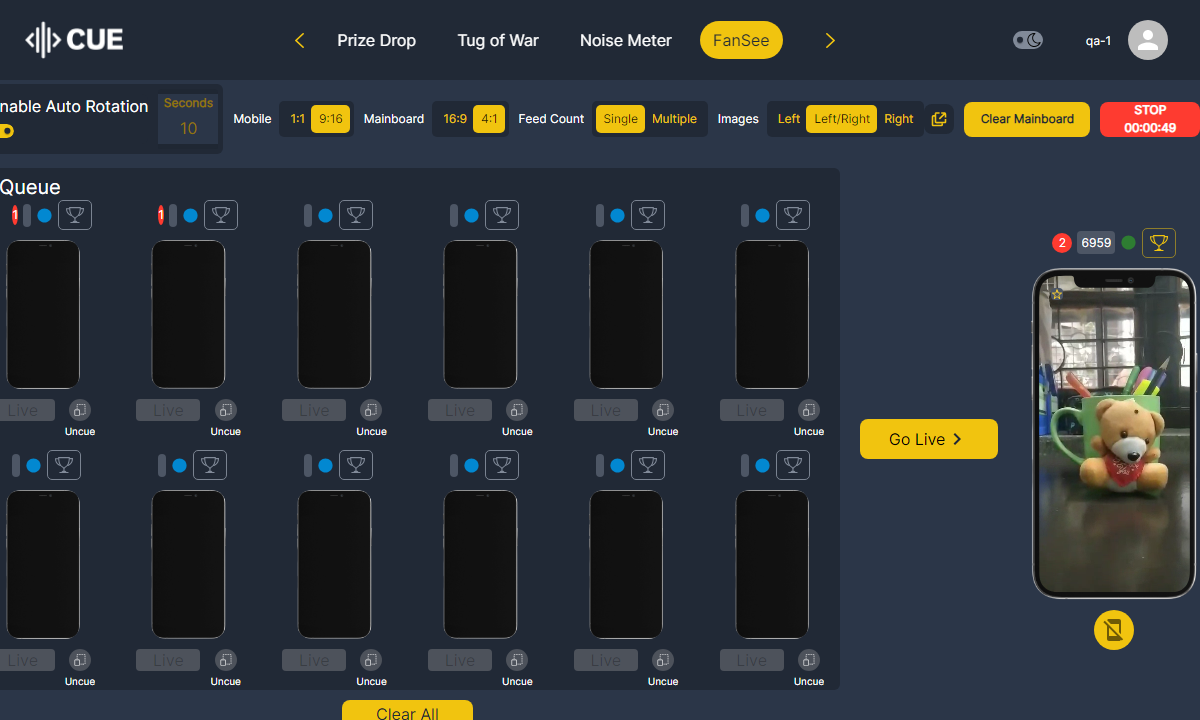 CUE
Prize Drop
Tug of War
Noise Meter
FanSee
qa-1
nable Auto Rotation
Seconds
10
Mobile
1:1
9:16
Mainboard
16:9
4:1
Feed Count
Single
Multiple
Images
Left
Left/Right
Right
Clear Mainboard
STOP
00:00:49
Queue
1
1
2
6959
Live
Live
Live
Live
Live
Live
Uncue
Uncue
Uncue
Uncue
Uncue
Uncue
Go Live
Live
Live
Live
Live
Live
Live
Uncue
Uncue
Uncue
Uncue
Uncue
Uncue
Clear All